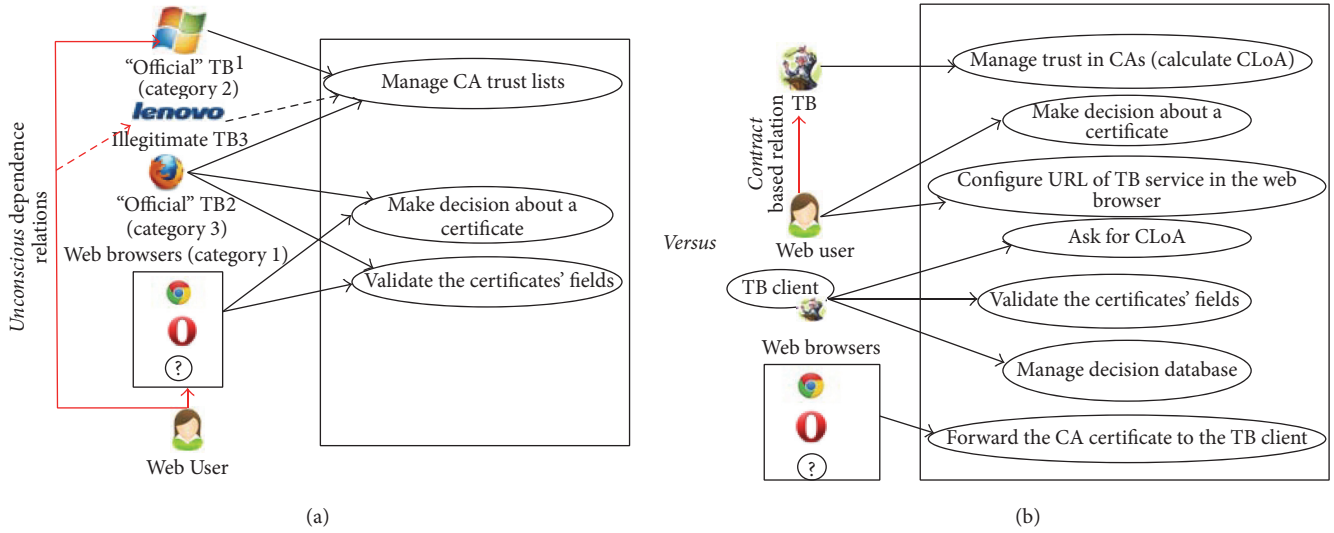 Unconscious dependence
relations
"Official" TB1
(category 2)
lenovo
Illegitimate TB3
"Official" TB2
(category 3)
Web browsers (category 1)
?
Web User
Manage CA trust lists
Make decision about a
certificate
Validate the certificates' fields
(a)
Versus
TB
Contract
based relation
Web user
TB client
Web browsers
?
Manage trust in CAs (calculate CLoA)
Make decision about a
certificate
Configure URL of TB service in the web
browser
Ask for CLoA
Validate the certificates' fields
Manage decision database
Forward the CA certificate to the TB client
(b)